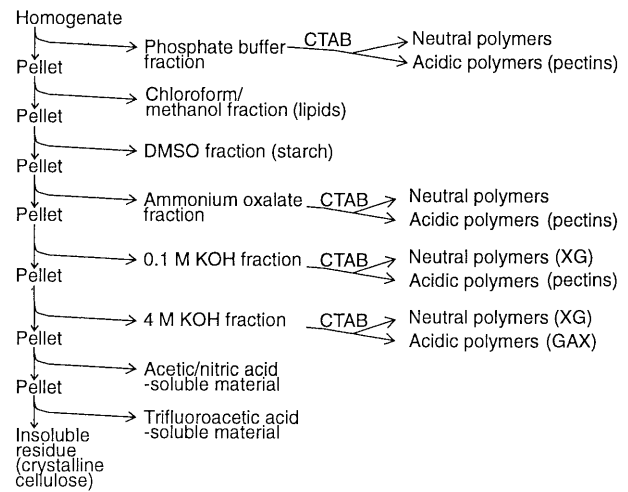 Homogenate
Phosphate buffer
fraction
CTAB
Neutral polymers
Acidic polymers (pectins)
Pellet
Chloroform/
methanol fraction (lipids)
Pellet
DMSO fraction (starch)
Pellet
Ammonium oxalate
fraction
CTAB
Neutral polymers
Acidic polymers (pectins)
Pellet
0.1 M KOH fraction
CTAB
Neutral polymers (XG)
Acidic polymers (pectins)
Pellet
4 M KOH fraction
CTAB
Neutral polymers (XG)
Acidic polymers (GAX)
Pellet
Acetic/nitric acid
-soluble material
Pellet
Trifluoroacetic acid
-soluble material
Insoluble
residue
(crystalline
cellulose)